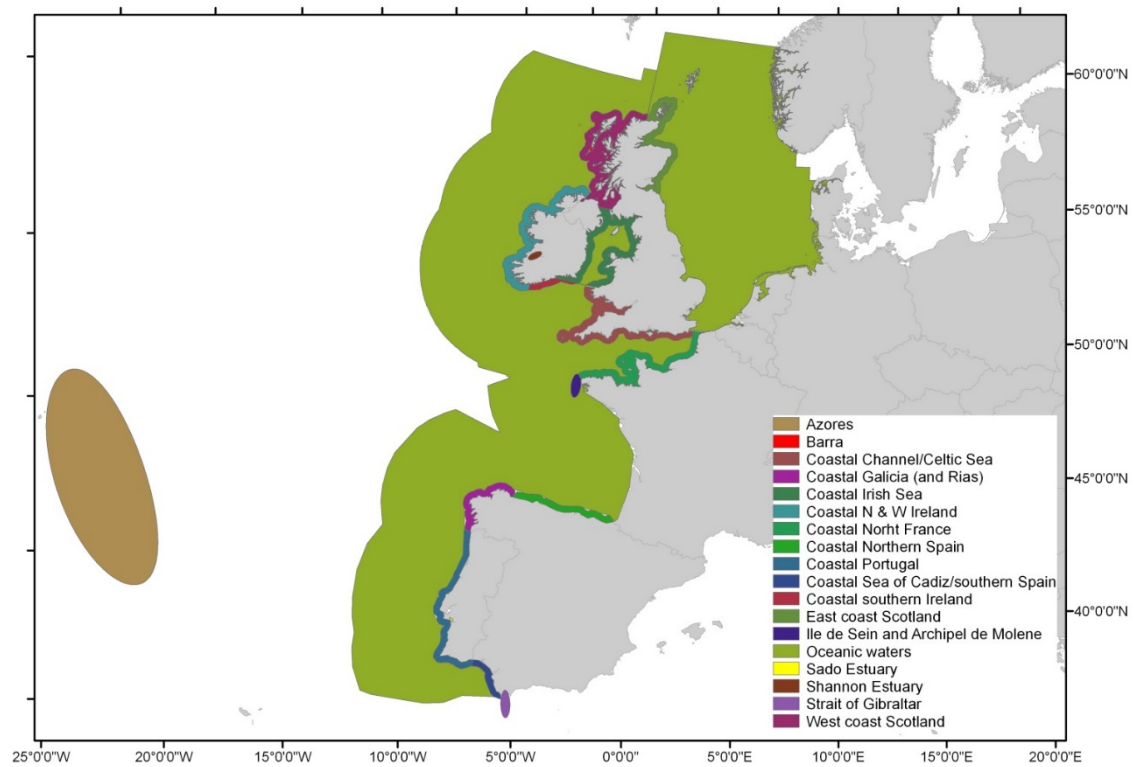 60°0'0"N
55°0'0"N
50°0'0"N
45°0'0"N
40°0'0"N
Azores
Barra
Coastal Channel/Celtic Sea
Coastal Galicia (and Rias)
Coastal Irish Sea
Coastal N & W Ireland
Coastal Norht France
Coastal Northern Spain
Coastal Portugal
Coastal Sea of Cadiz/southern Spain
Coastal southern Ireland
East coast Scotland
Ile de Sein and Archipel de Molene
Oceanic waters
Sado Estuary
Shannon Estuary
Strait of Gibraltar
West coast Scotland
25°0'0"W 20°0'0"W 15°0'0"W 10°0'0"W 5°0'0"W 0°0'0"W 5°0'0"E 10°0'0"E 15°0'0"E 20°0'0"E